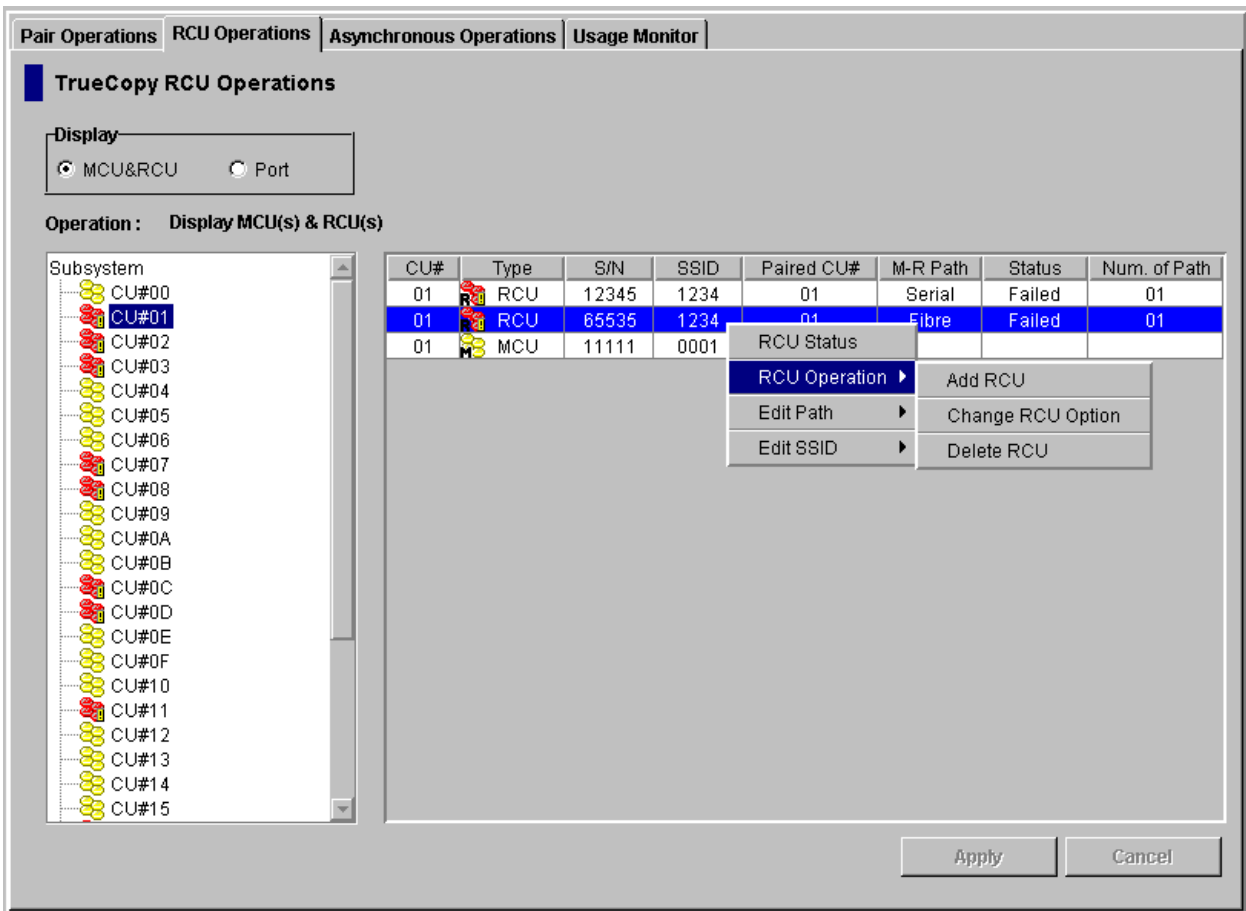 Pair Operations RCU Operations Asynchronous Operations Usage Monitor
TrueCopy RCU Operations
Display
MCU&RCU Port
Operation : Display MCU(s) & RCU(s)
Subsystem
CU#00
CU#01
CU#02
CU#03
CU#04
CU#05
CU#06
CU#07
CU#08
CU#09
CU#0A
CU#0B
CU#0C
CU#0D
CU#0E
CU#0F
CU#10
CU#11
CU#12
CU#13
CU#14
CU#15
CU# Type S/N SSID Paired CU# M-R Path Status Num. of Path
01 R RCU 12345 1234 01 Serial Failed 01
01 R RCU 65535 1234 01 Fibre Failed 01
01 M MCU 11111 0001
RCU Status
RCU Operation
Edit Path
Edit SSID
Add RCU
Change RCU Option
Delete RCU
Apply Cancel